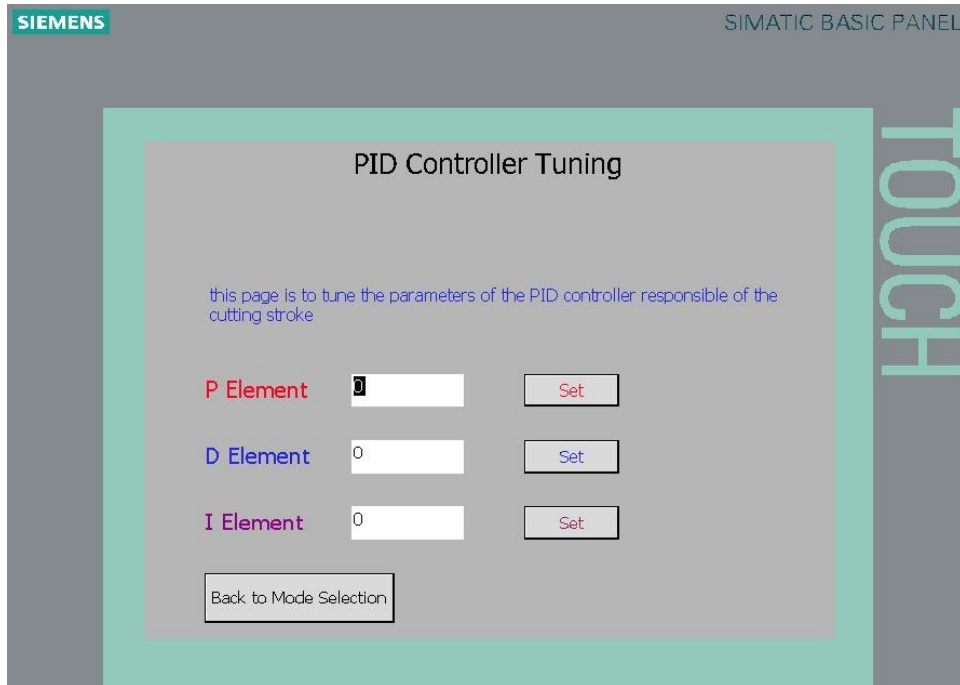 SIEMENS
SIMATIC BASIC PANEL
TOUCH
PID Controller Tuning
this page is to tune the parameters of the PID controller responsible of the
cutting stroke
P Element 0 Set
D Element 0 Set
I Element 0 Set
Back to Mode Selection